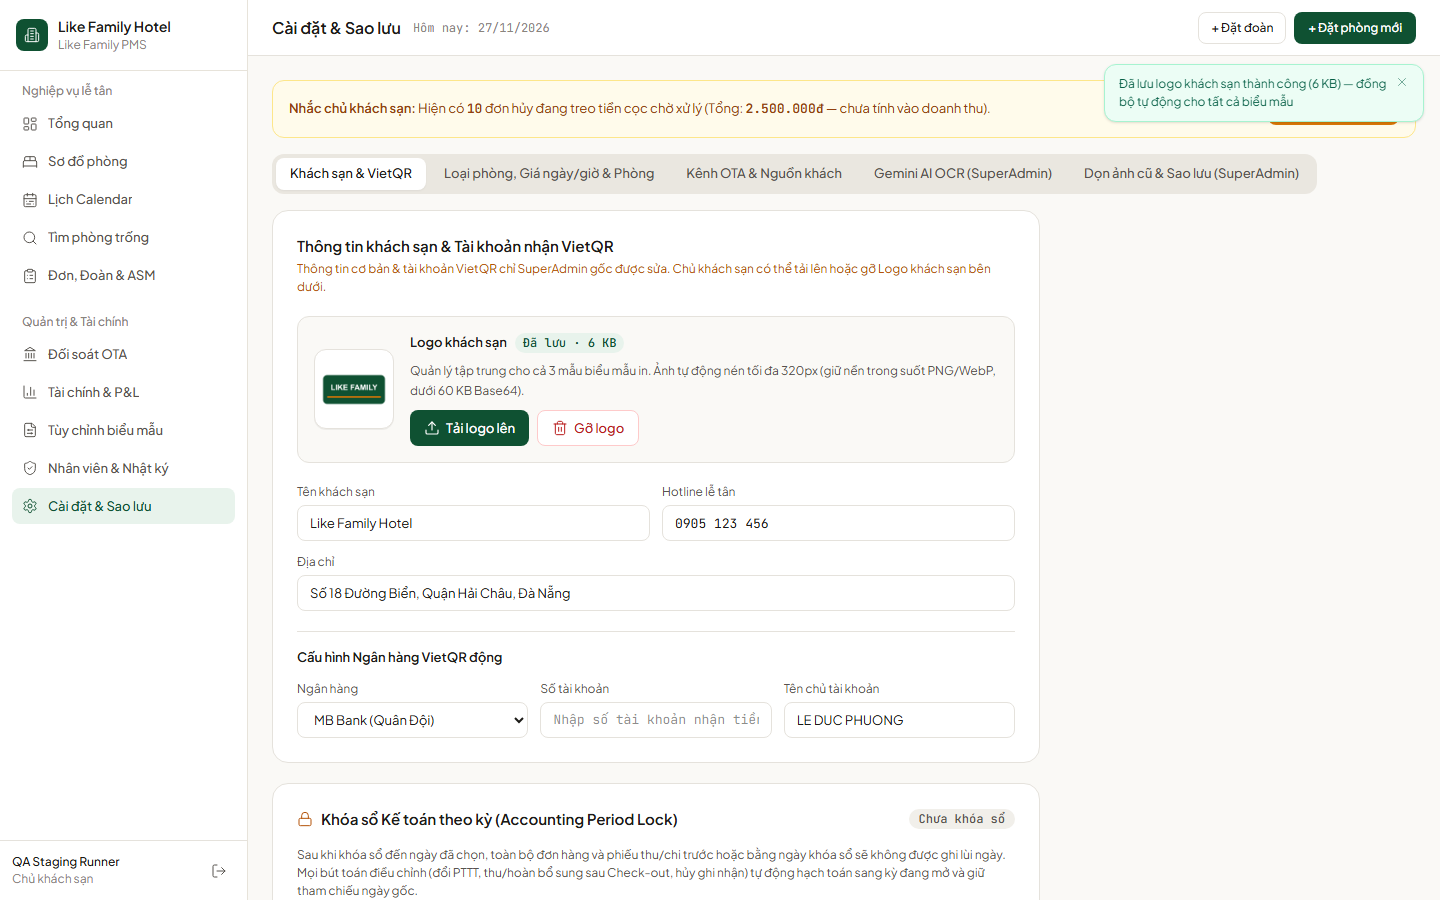 Like Family Hotel
Like Family PMS
Nghiệp vụ lễ tân
Tổng quan
Sơ đồ phòng
Lịch Calendar
Tìm phòng trống
Đơn, Đoàn & ASM
Quản trị & Tài chính
Đối soát OTA
Tài chính & P&L
Tùy chỉnh biểu mẫu
Nhân viên & Nhật ký
Cài đặt & Sao lưu
QA Staging Runner
Chủ khách sạn
Cài đặt & Sao lưu
Hôm nay: 27/11/2026
+ Đặt đoàn
+ Đặt phòng mới
Nhắc chủ khách sạn: Hiện có 10 đơn hủy đang treo tiền cọc chờ xử lý (Tổng: 2.500.000đ — chưa tính vào doanh thu).
Đã lưu logo khách sạn thành công (6 KB) — đồng
bộ tự động cho tất cả biểu mẫu
Khách sạn & VietQR
Loại phòng, Giá ngày/giờ & Phòng
Kênh OTA & Nguồn khách
Gemini AI OCR (SuperAdmin)
Dọn ảnh cũ & Sao lưu (SuperAdmin)
Thông tin khách sạn & Tài khoản nhận VietQR
Thông tin cơ bản & tài khoản VietQR chỉ SuperAdmin gốc được sửa. Chủ khách sạn có thể tải lên hoặc gỡ Logo khách sạn bên
dưới.
LIKE FAMILY
Logo khách sạn
Đã lưu · 6 KB
Quản lý tập trung cho cả 3 mẫu biểu mẫu in. Ảnh tự động nén tối đa 320px (giữ nền trong suốt PNG/WebP,
dưới 60 KB Base64).
Tải logo lên
Gỡ logo
Tên khách sạn
Hotline lễ tân
Like Family Hotel
0905 123 456
Địa chỉ
Số 18 Đường Biển, Quận Hải Châu, Đà Nẵng
Cấu hình Ngân hàng VietQR động
Ngân hàng
Số tài khoản
Tên chủ tài khoản
MB Bank (Quân Đội)
Nhập số tài khoản nhận tiền
LE DUC PHUONG
Khóa sổ Kế toán theo kỳ (Accounting Period Lock)
Chưa khóa sổ
Sau khi khóa sổ đến ngày đã chọn, toàn bộ đơn hàng và phiếu thu/chi trước hoặc bằng ngày khóa sổ sẽ không được ghi lùi ngày.
Mọi bút toán điều chỉnh (đổi PTTT, thu/hoàn bổ sung sau Check-out, hủy ghi nhận) tự động hạch toán sang kỳ đang mở và giữ
tham chiếu ngày gốc.